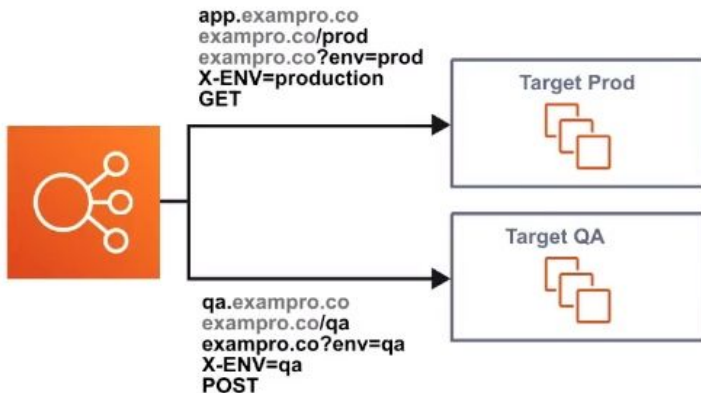 app.exampro.co
exampro.co/prod
exampro.co?env=prod
X-ENV=production
GET
Target Prod
Target QA
qa.exampro.co
exampro.co/qa
exampro.co?env=qa
X-ENV=qa
POST